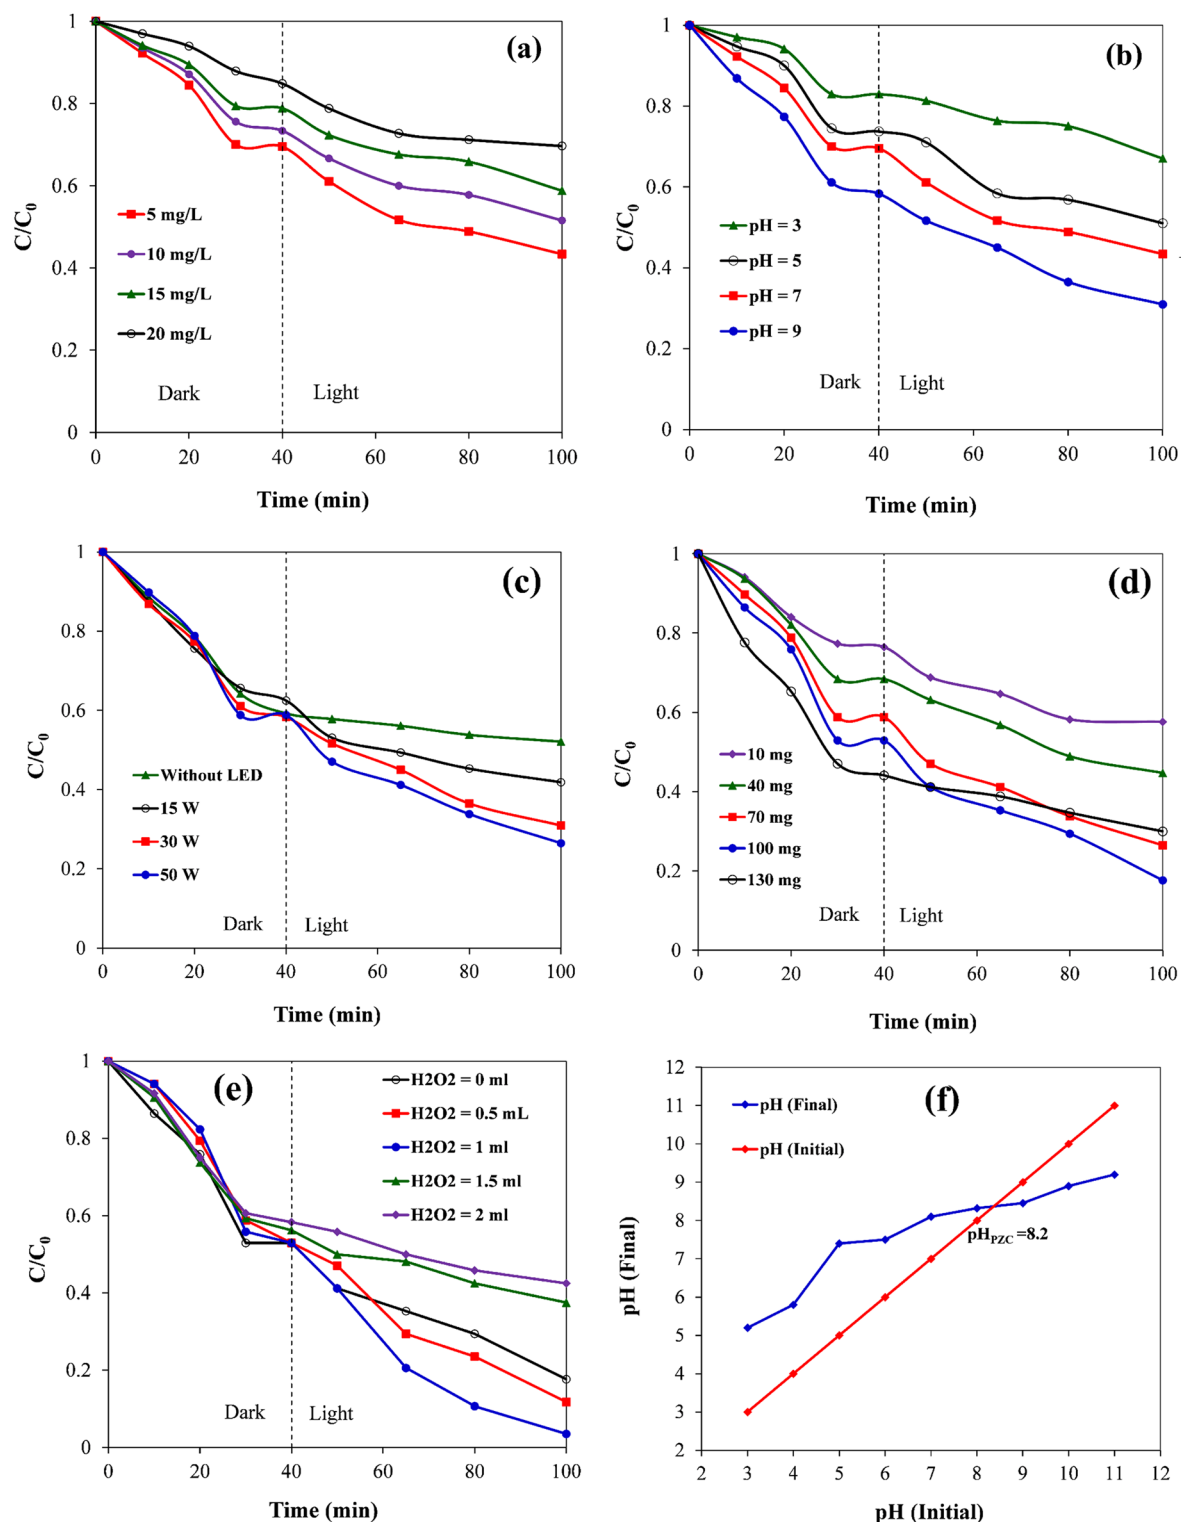 (a)
1
0.8
0.6
0.4
0.2
0
C/C0
5 mg/L
10 mg/L
15 mg/L
20 mg/L
Dark
Light
0 20 40 60 80 100
Time (min)
(b)
1
0.8
0.6
0.4
0.2
0
C/C0
pH = 3
pH = 5
pH = 7
pH = 9
Dark
Light
0 20 40 60 80 100
Time (min)
(c)
1
0.8
0.6
0.4
0.2
0
C/C0
Without LED
15 W
30 W
50 W
Dark
Light
0 20 40 60 80 100
Time (min)
(d)
1
0.8
0.6
0.4
0.2
0
C/C0
10 mg
40 mg
70 mg
100 mg
130 mg
Dark
Light
0 20 40 60 80 100
Time (min)
(e)
1
0.8
0.6
0.4
0.2
0
C/C0
H2O2 = 0 ml
H2O2 = 0.5 mL
H2O2 = 1 ml
H2O2 = 1.5 ml
H2O2 = 2 ml
Dark
Light
0 20 40 60 80 100
Time (min)
(f)
12
11
10
9
8
7
6
5
4
3
2
pH (Final)
pH (Final)
pH (Initial)
pHPZC =8.2
2 3 4 5 6 7 8 9 10 11 12
pH (Initial)